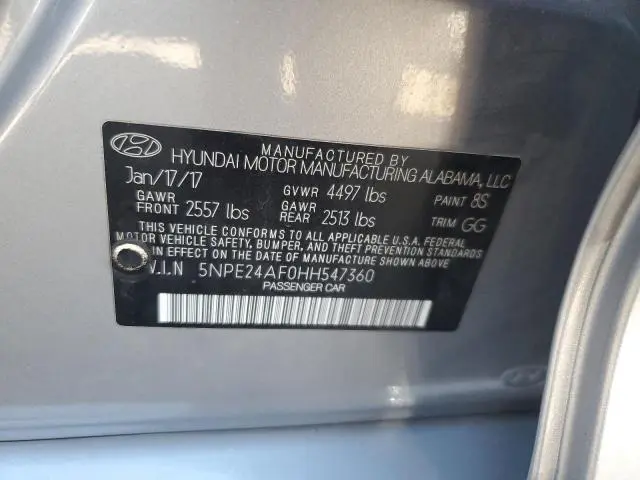 MANUFACTURED BY
HYUNDAI MOTOR MANUFACTURING ALABAMA, LLC
Jan/17/17 GVWR 4497 lbs PAINT 8S
GAWR FRONT 2557 lbs GAWR REAR 2513 lbs TRIM GG
THIS VEHICLE CONFORMS TO ALL APPLICABLE U.S.A. FEDERAL
MOTOR VEHICLE SAFETY, BUMPER, AND THEFT PREVENTION STANDARDS
IN EFFECT ON THE DATE OF MANUFACTURE SHOWN ABOVE.
V.I.N 5NPE24AF0HH547360
PASSENGER CAR